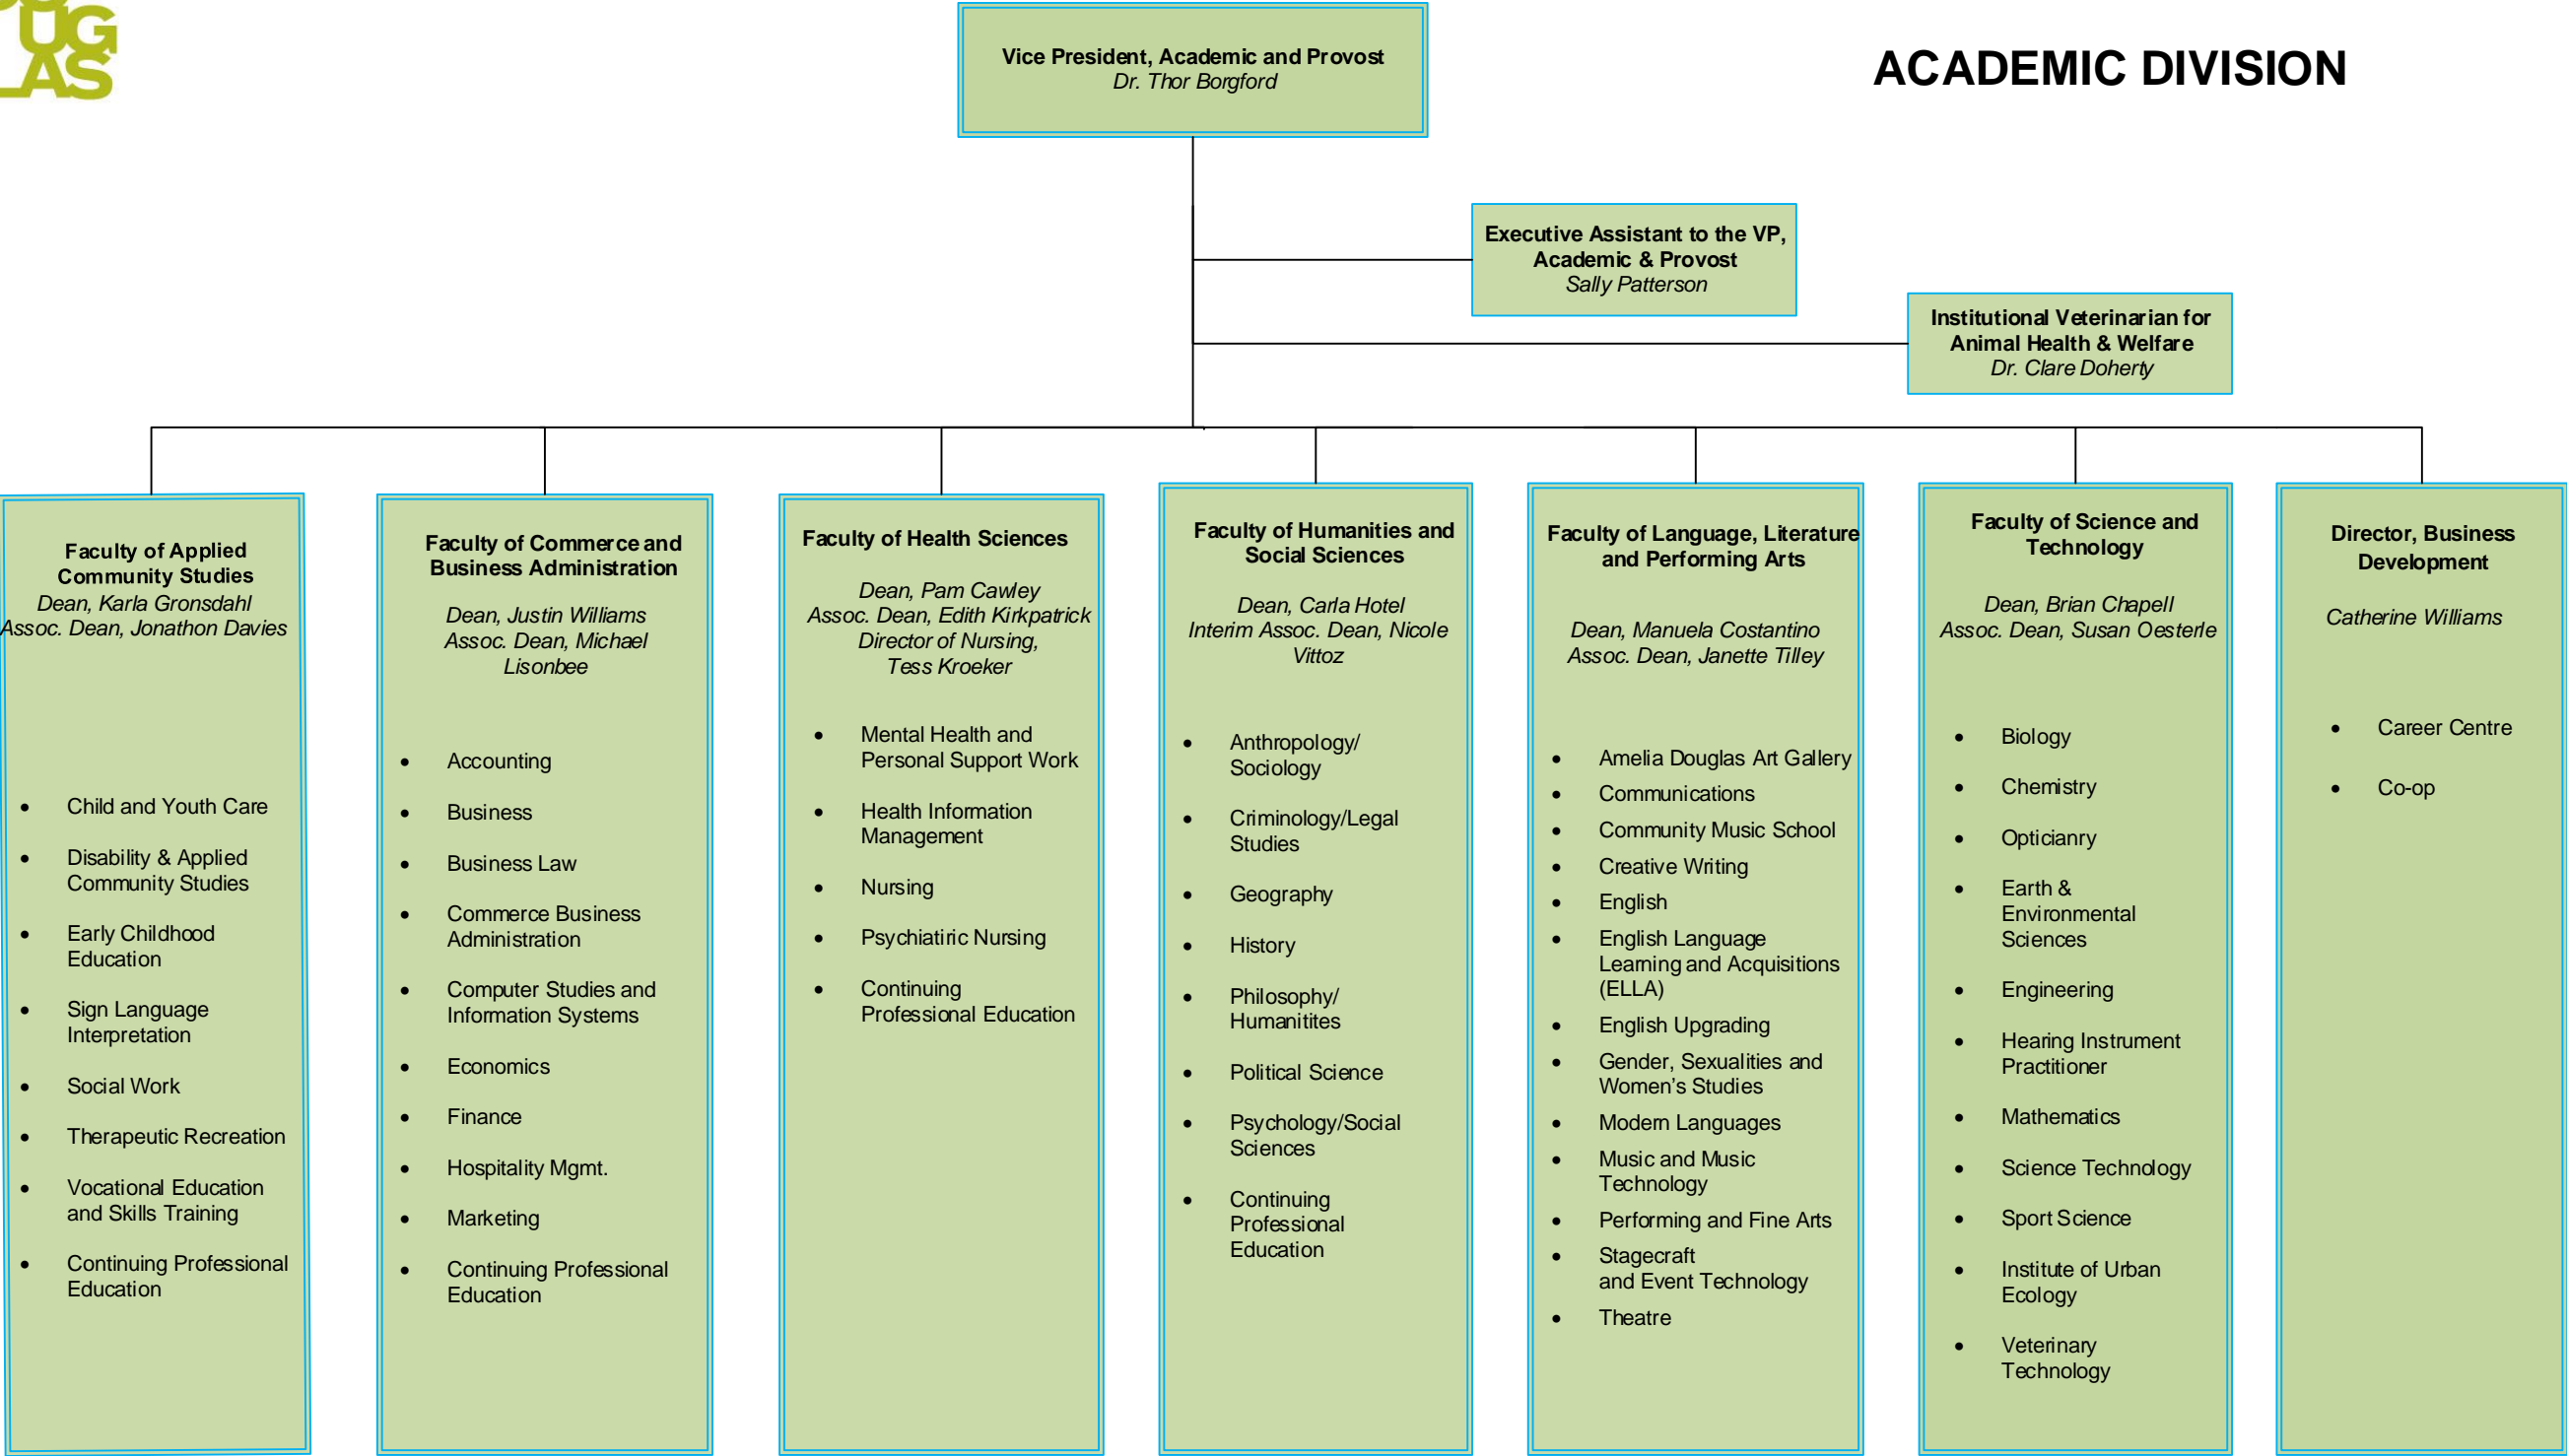 UG
AS
Vice President, Academic and Provost
Dr. Thor Borgford
ACADEMIC DIVISION
Executive Assistant to the VP,
Academic & Provost
Sally Patterson
Institutional Veterinarian for
Animal Health & Welfare
Dr. Clare Doherty
Faculty of Applied
Community Studies
Dean, Karla Gronsdahl
Assoc. Dean, Jonathon Davies
• Child and Youth Care
• Disability & Applied
Community Studies
• Early Childhood
Education
• Sign Language
Interpretation
• Social Work
• Therapeutic Recreation
• Vocational Education
and Skills Training
• Continuing Professional
Education
Faculty of Commerce and
Business Administration
Dean, Justin Williams
Assoc. Dean, Michael
Lisonbee
• Accounting
• Business
• Business Law
• Commerce Business
Administration
• Computer Studies and
Information Systems
• Economics
• Finance
• Hospitality Mgmt.
• Marketing
• Continuing Professional
Education
Faculty of Health Sciences
Dean, Pam Cawley
Assoc. Dean, Edith Kirkpatrick
Director of Nursing,
Tess Kroeker
• Mental Health and
Personal Support Work
• Health Information
Management
• Nursing
• Psychiatiric Nursing
• Continuing
Professional Education
Faculty of Humanities and
Social Sciences
Dean, Carla Hotel
Interim Assoc. Dean, Nicole
Vittoz
• Anthropology/
Sociology
• Criminology/Legal
Studies
• Geography
• History
• Philosophy/
Humanitites
• Political Science
• Psychology/Social
Sciences
• Continuing
Professional
Education
Faculty of Language, Literature
and Performing Arts
Dean, Manuela Costantino
Assoc. Dean, Janette Tilley
• Amelia Douglas Art Gallery
• Communications
• Community Music School
• Creative Writing
• English
• English Language
Learning and Acquisitions
(ELLA)
• English Upgrading
• Gender, Sexualities and
Women’s Studies
• Modern Languages
• Music and Music
Technology
• Performing and Fine Arts
• Stagecraft
and Event Technology
• Theatre
Faculty of Science and
Technology
Dean, Brian Chapell
Assoc. Dean, Susan Oesterle
• Biology
• Chemistry
• Opticianry
• Earth &
Environmental
Sciences
• Engineering
• Hearing Instrument
Practitioner
• Mathematics
• Science Technology
• Sport Science
• Institute of Urban
Ecology
• Veterinary
Technology
Director, Business
Development
Catherine Williams
• Career Centre
• Co-op